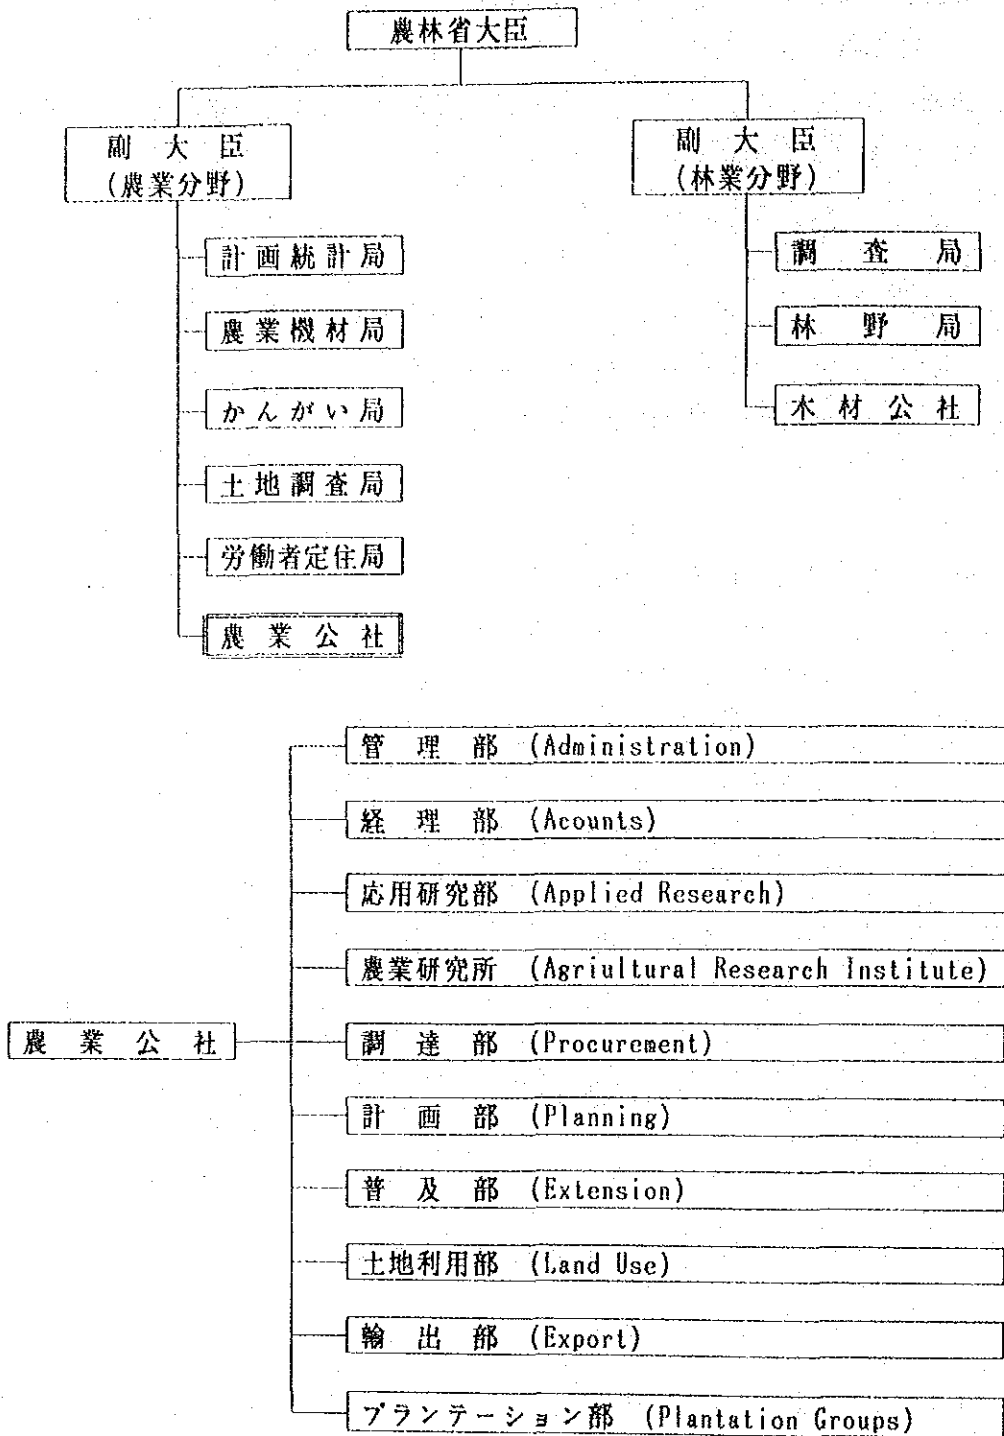 農林省大臣
副大臣
(農業分野)
副大臣
(林業分野)
計画統計局
農業機材局
かんがい局
土地調査局
労働者定住局
農業公社
調査局
林野局
木材公社
農業公社
管理部 (Administration)
経理部 (Acounts)
応用研究部 (Applied Research)
農業研究所 (Agriultural Research Institute)
調達部 (Procurement)
計画部 (Planning)
普及部 (Extension)
土地利用部 (Land Use)
輸出部 (Export)
プランテーション部 (Plantation Groups)